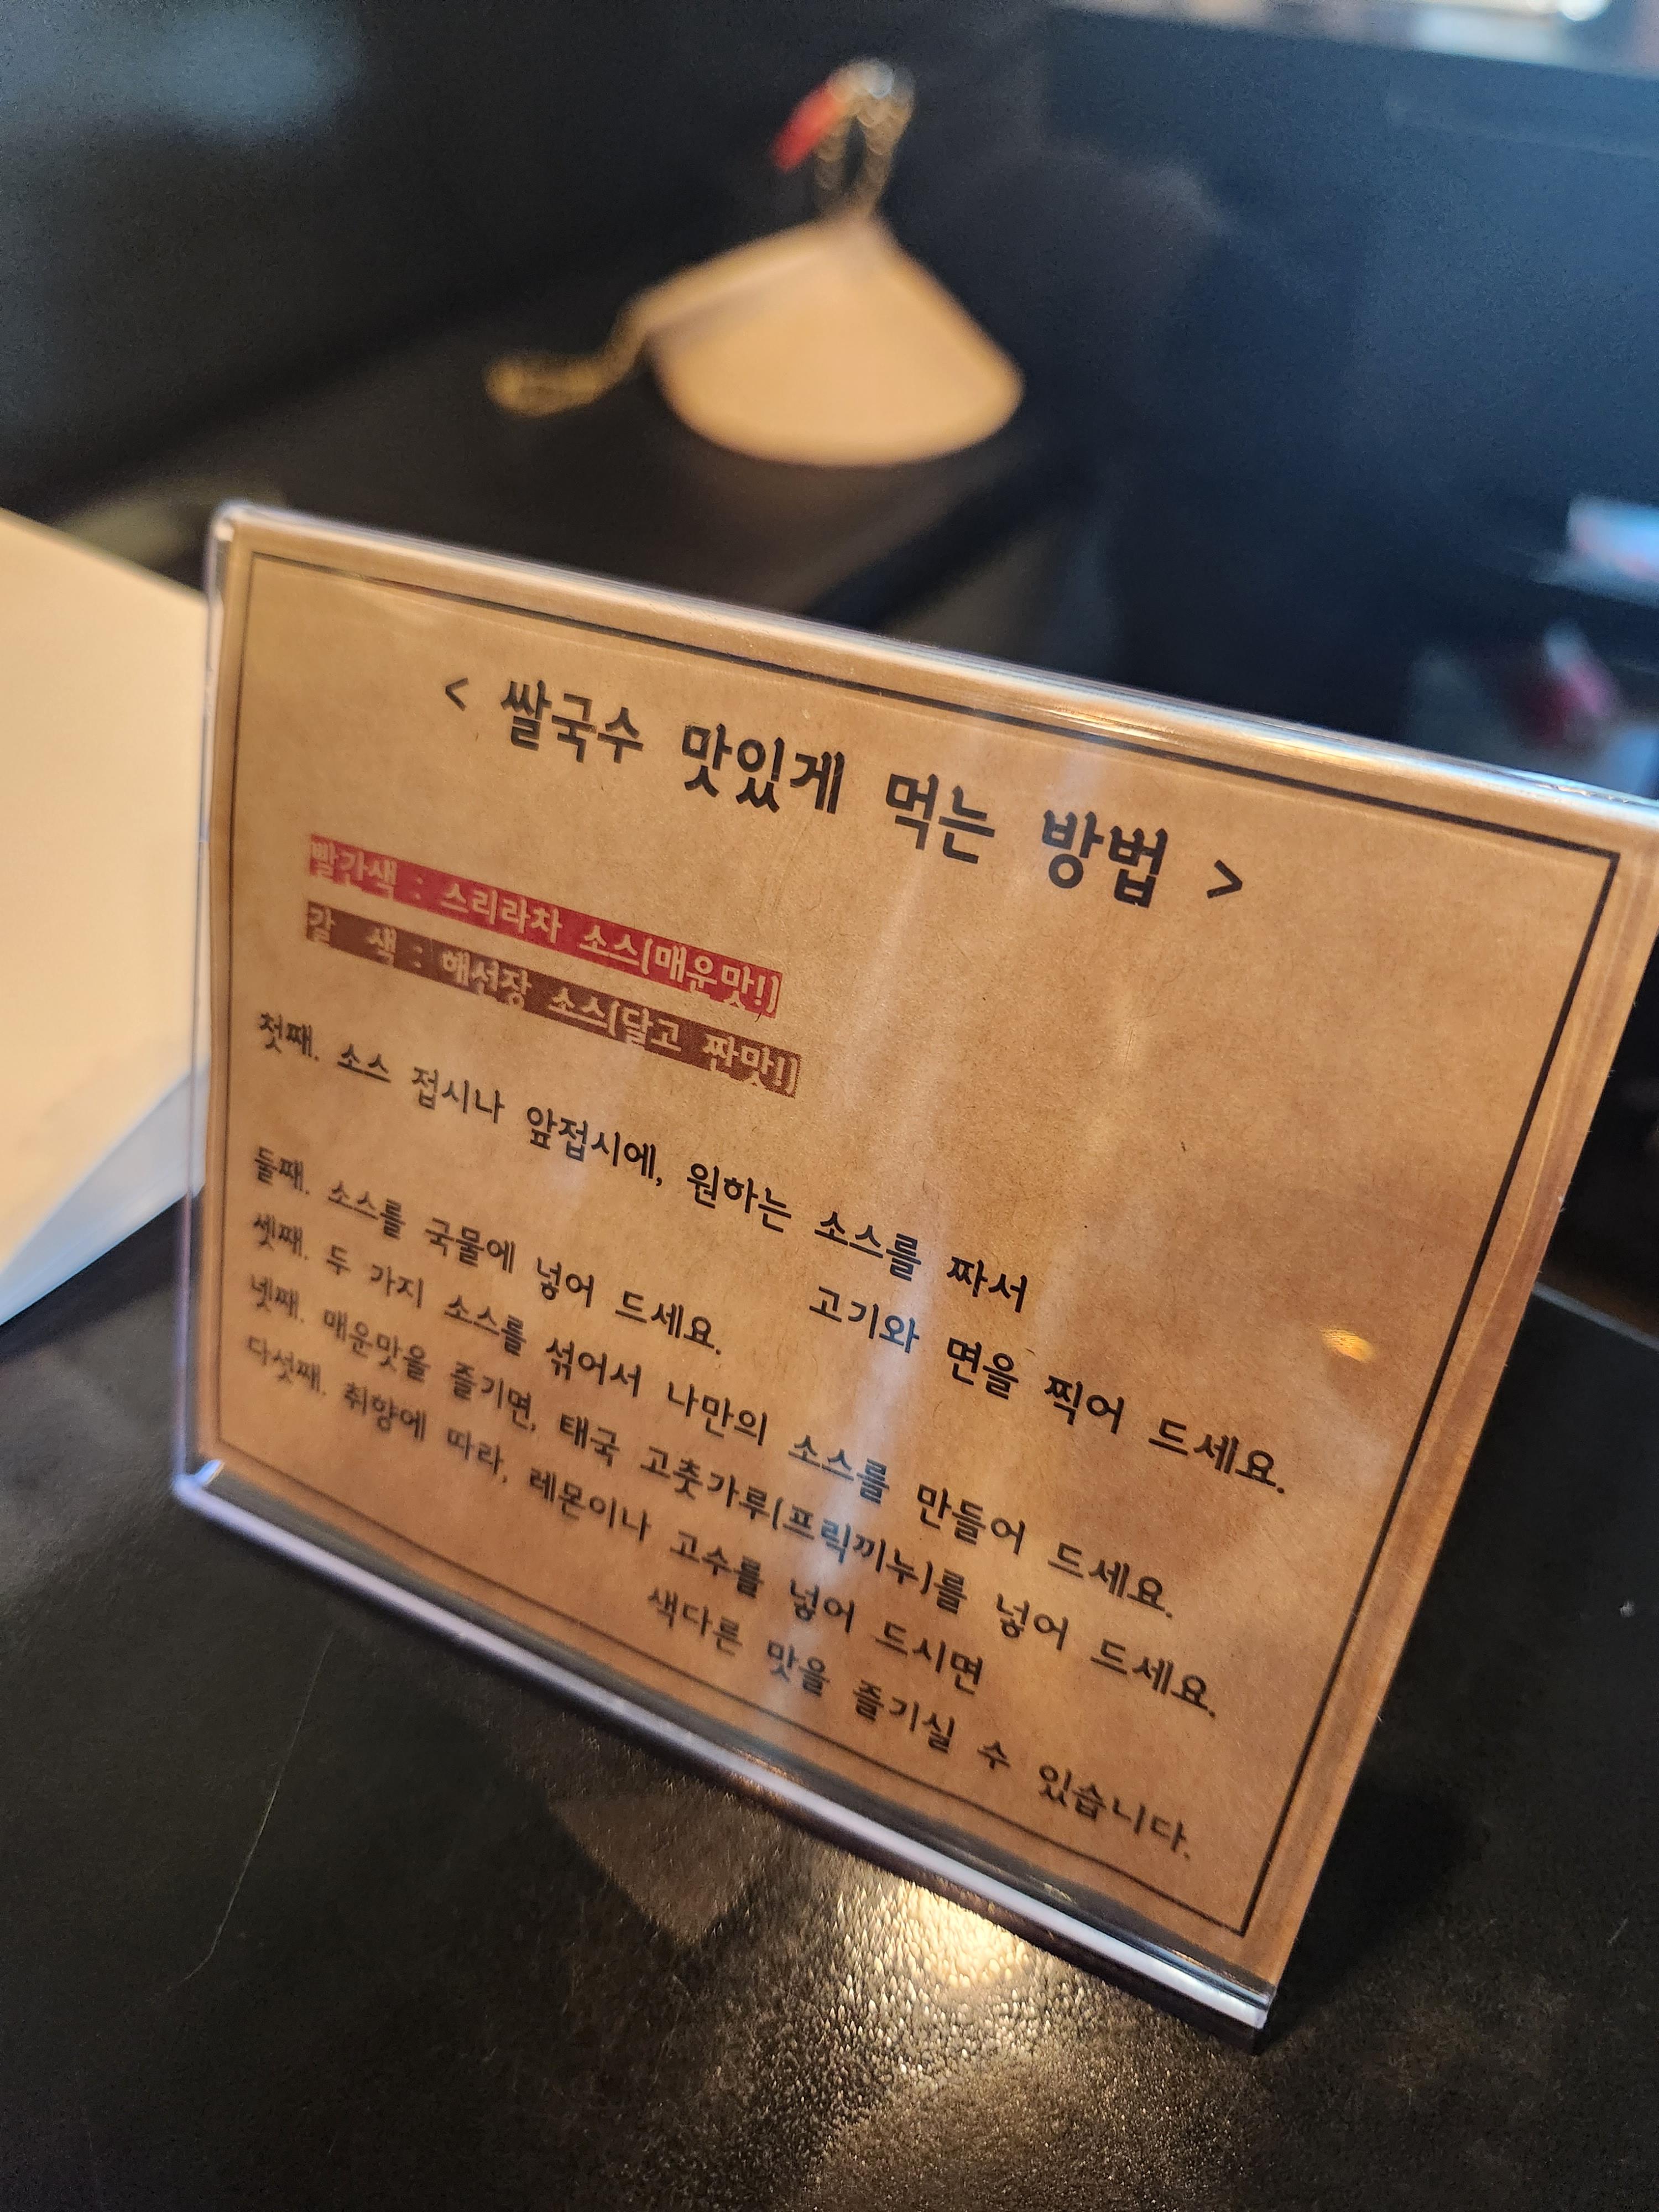 < 쌀국수 맛있게 먹는 방법 >
빨간색 : 스리라차 소스(매운맛!)
갈 색 : 해선장 소스(달고 짠맛!)
첫째. 소스 접시나 앞접시에, 원하는 소스를 짜서
고기와 면을 찍어 드세요.
둘째. 소스를 국물에 넣어 드세요.
셋째. 두 가지 소스를 섞어서 나만의 소스를 만들어 드세요.
넷째. 매운맛을 즐기면, 태국 고춧가루(프릭끼누)를 넣어 드세요.
다섯째. 취향에 따라, 레몬이나 고수를 넣어 드시면
색다른 맛을 즐기실 수 있습니다.